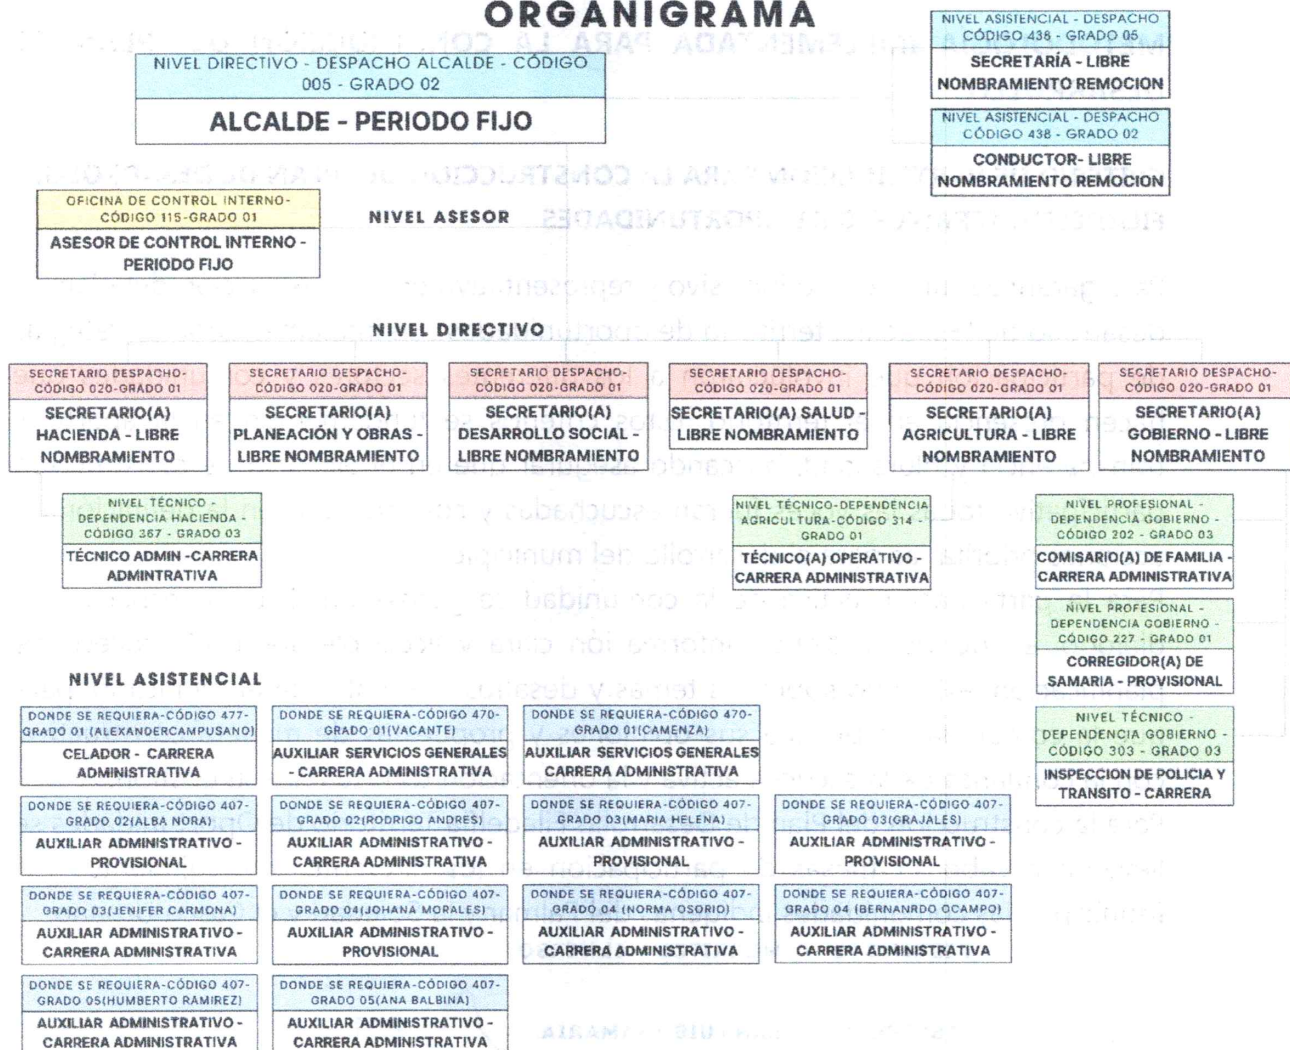 ORGANIGRAMA
NIVEL DIRECTIVO - DESPACHO ALCALDE - CÓDIGO
005 - GRADO 02
ALCALDE - PERIODO FIJO
NIVEL ASISTENCIAL - DESPACHO
CÓDIGO 438 - GRADO 05
SECRETARÍA - LIBRE
NOMBRAMIENTO REMOCION
NIVEL ASISTENCIAL - DESPACHO
CÓDIGO 438 - GRADO 02
CONDUCTOR- LIBRE
NOMBRAMIENTO REMOCION
OFICINA DE CONTROL INTERNO-
CÓDIGO 115-GRADO 01
ASESOR DE CONTROL INTERNO -
PERIODO FIJO
NIVEL ASESOR
NIVEL DIRECTIVO
SECRETARIO DESPACHO-
CÓDIGO 020-GRADO 01
SECRETARIO(A)
HACIENDA - LIBRE
NOMBRAMIENTO
SECRETARIO DESPACHO-
CÓDIGO 020-GRADO 01
SECRETARIO(A)
PLANEACIÓN Y OBRAS -
LIBRE NOMBRAMIENTO
SECRETARIO DESPACHO-
CÓDIGO 020-GRADO 01
SECRETARIO(A)
DESARROLLO SOCIAL -
LIBRE NOMBRAMIENTO
SECRETARIO DESPACHO-
CÓDIGO 020-GRADO 01
SECRETARIO(A) SALUD -
LIBRE NOMBRAMIENTO
SECRETARIO DESPACHO-
CÓDIGO 020-GRADO 01
SECRETARIO(A)
AGRICULTURA - LIBRE
NOMBRAMIENTO
SECRETARIO DESPACHO-
CÓDIGO 020-GRADO 01
SECRETARIO(A)
GOBIERNO - LIBRE
NOMBRAMIENTO
NIVEL TÉCNICO -
DEPENDENCIA HACIENDA -
CÓDIGO 367 - GRADO 03
TÉCNICO ADMIN -CARRERA
ADMINTRATIVA
NIVEL TÉCNICO-DEPENDENCIA
AGRICULTURA-CÓDIGO 314 -
GRADO 01
TÉCNICO(A) OPERATIVO -
CARRERA ADMINISTRATIVA
NIVEL PROFESIONAL -
DEPENDENCIA GOBIERNO -
CÓDIGO 202 - GRADO 03
COMISARIO(A) DE FAMILIA -
CARRERA ADMINISTRATIVA
NIVEL PROFESIONAL -
DEPENDENCIA GOBIERNO -
CÓDIGO 227 - GRADO 01
CORREGIDOR(A) DE
SAMARIA - PROVISIONAL
NIVEL TÉCNICO -
DEPENDENCIA GOBIERNO -
CÓDIGO 303 - GRADO 03
INSPECCION DE POLICIA Y
TRANSITO - CARRERA
NIVEL ASISTENCIAL
DONDE SE REQUIERA-CÓDIGO 477-
GRADO 01 (ALEXANDERCAMPUSANO)
CELADOR - CARRERA
ADMINISTRATIVA
DONDE SE REQUIERA-CÓDIGO 470-
GRADO 01(VACANTE)
AUXILIAR SERVICIOS GENERALES
- CARRERA ADMINISTRATIVA
DONDE SE REQUIERA-CÓDIGO 470-
GRADO 01(CAMENZA)
AUXILIAR SERVICIOS GENERALES
CARRERA ADMINISTRATIVA
DONDE SE REQUIERA-CÓDIGO 407-
GRADO 02(ALBA NORA)
AUXILIAR ADMINISTRATIVO -
PROVISIONAL
DONDE SE REQUIERA-CÓDIGO 407-
GRADO 02(RODRIGO ANDRES)
AUXILIAR ADMINISTRATIVO -
CARRERA ADMINISTRATIVA
DONDE SE REQUIERA-CÓDIGO 407-
GRADO 03(MARIA HELENA)
AUXILIAR ADMINISTRATIVO -
PROVISIONAL
DONDE SE REQUIERA-CÓDIGO 407-
GRADO 03(GRAJALES)
AUXILIAR ADMINISTRATIVO -
PROVISIONAL
DONDE SE REQUIERA-CÓDIGO 407-
GRADO 03(JENIFER CARMONA)
AUXILIAR ADMINISTRATIVO -
CARRERA ADMINISTRATIVA
DONDE SE REQUIERA-CÓDIGO 407-
GRADO 04(JOHANA MORALES)
AUXILIAR ADMINISTRATIVO -
PROVISIONAL
DONDE SE REQUIERA-CÓDIGO 407-
GRADO 04 (NORMA OSORIO)
AUXILIAR ADMINISTRATIVO -
CARRERA ADMINISTRATIVA
DONDE SE REQUIERA-CÓDIGO 407-
GRADO 04 (BERNANRDO OCAMPO)
AUXILIAR ADMINISTRATIVO -
CARRERA ADMINISTRATIVA
DONDE SE REQUIERA-CÓDIGO 407-
GRADO 05(HUMBERTO RAMIREZ)
AUXILIAR ADMINISTRATIVO -
CARRERA ADMINISTRATIVA
DONDE SE REQUIERA-CÓDIGO 407-
GRADO 05(ANA BALBINA)
AUXILIAR ADMINISTRATIVO -
CARRERA ADMINISTRATIVA